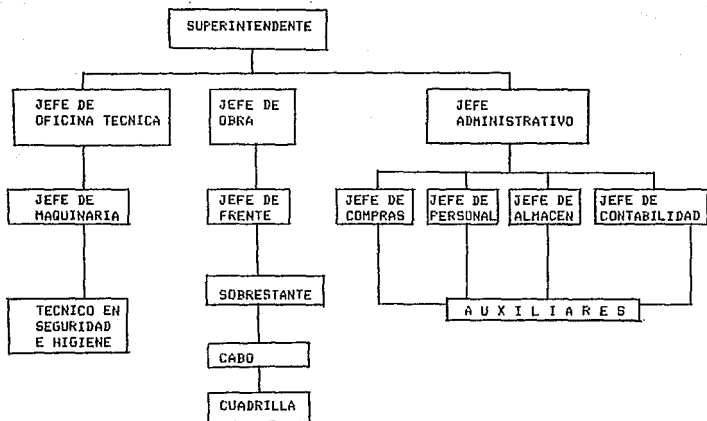 SUPERINTENDENTE
JEFE DE
OFICINA TECNICA
JEFE DE
OBRA
JEFE
ADMINISTRATIVO
JEFE DE
MAQUINARIA
JEFE DE
FRENTE
JEFE DE
COMPRAS
JEFE DE
PERSONAL
JEFE DE
ALMACEN
JEFE DE
CONTABILIDAD
TECNICO EN
SEGURIDAD
E HIGIENE
SOBRESTANTE
A U X I L I A R E S
CABO
CUADRILLA